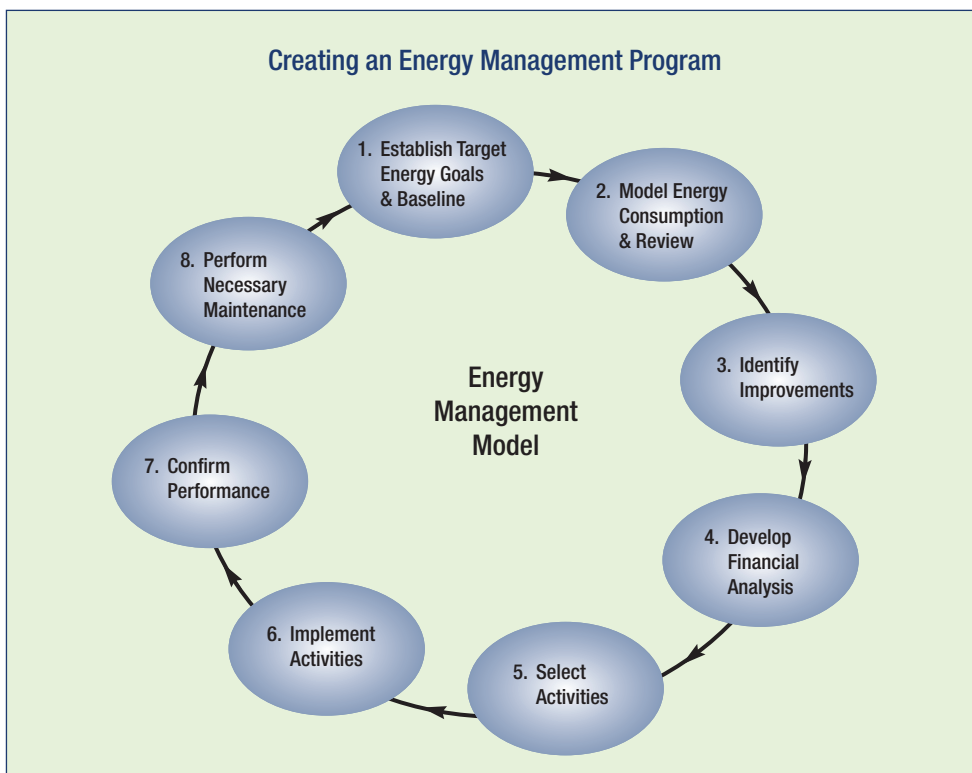 Creating an Energy Management Program
1. Establish Target
Energy Goals
& Baseline
2. Model Energy
Consumption
& Review
3. Identify
Improvements
4. Develop
Financial
Analysis
5. Select
Activities
6. Implement
Activities
7. Confirm
Performance
8. Perform
Necessary
Maintenance
Energy
Management
Model